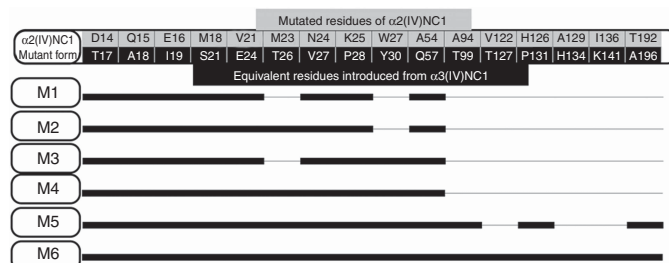 Mutated residues of α2(IV)NC1
α2(IV)NC1 D14 Q15 E16 M18 V21 M23 N24 K25 W27 A54 A94 V122 H126 A129 I136 T192
Mutant form T17 A18 I19 S21 E24 T26 V27 P28 Y30 Q57 T99 T127 P131 H134 K141 A196
Equivalent residues introduced from α3(IV)NC1
M1
M2
M3
M4
M5
M6